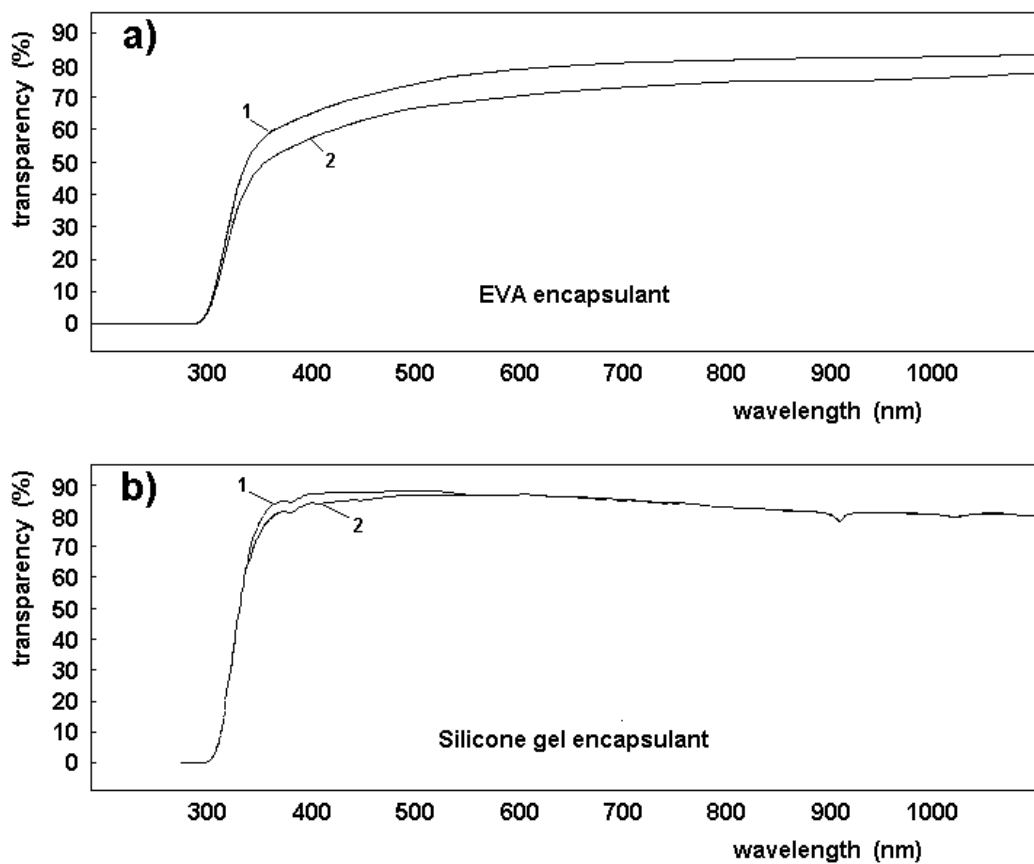 a)
transparency (%)
90
80
70
60
50
40
30
20
10
0
1
2
EVA encapsulant
300 400 500 600 700 800 900 1000
wavelength (nm)
b)
transparency (%)
90
80
70
60
50
40
30
20
10
0
1
2
Silicone gel encapsulant
300 400 500 600 700 800 900 1000
wavelength (nm)